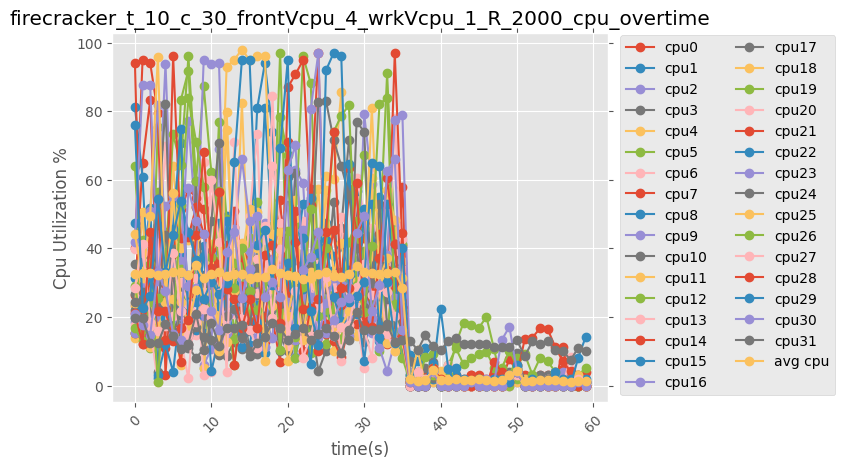 firecracker_t_10_c_30_frontVcpu_4_wrkVcpu_1_R_2000_cpu_overtime
Cpu Utilization %
100
80
60
40
20
0
0
10
20
30
40
50
60
time(s)
cpu0
cpu1
cpu2
cpu3
cpu4
cpu5
cpu6
cpu7
cpu8
cpu9
cpu10
cpu11
cpu12
cpu13
cpu14
cpu15
cpu16
cpu17
cpu18
cpu19
cpu20
cpu21
cpu22
cpu23
cpu24
cpu25
cpu26
cpu27
cpu28
cpu29
cpu30
cpu31
avg cpu